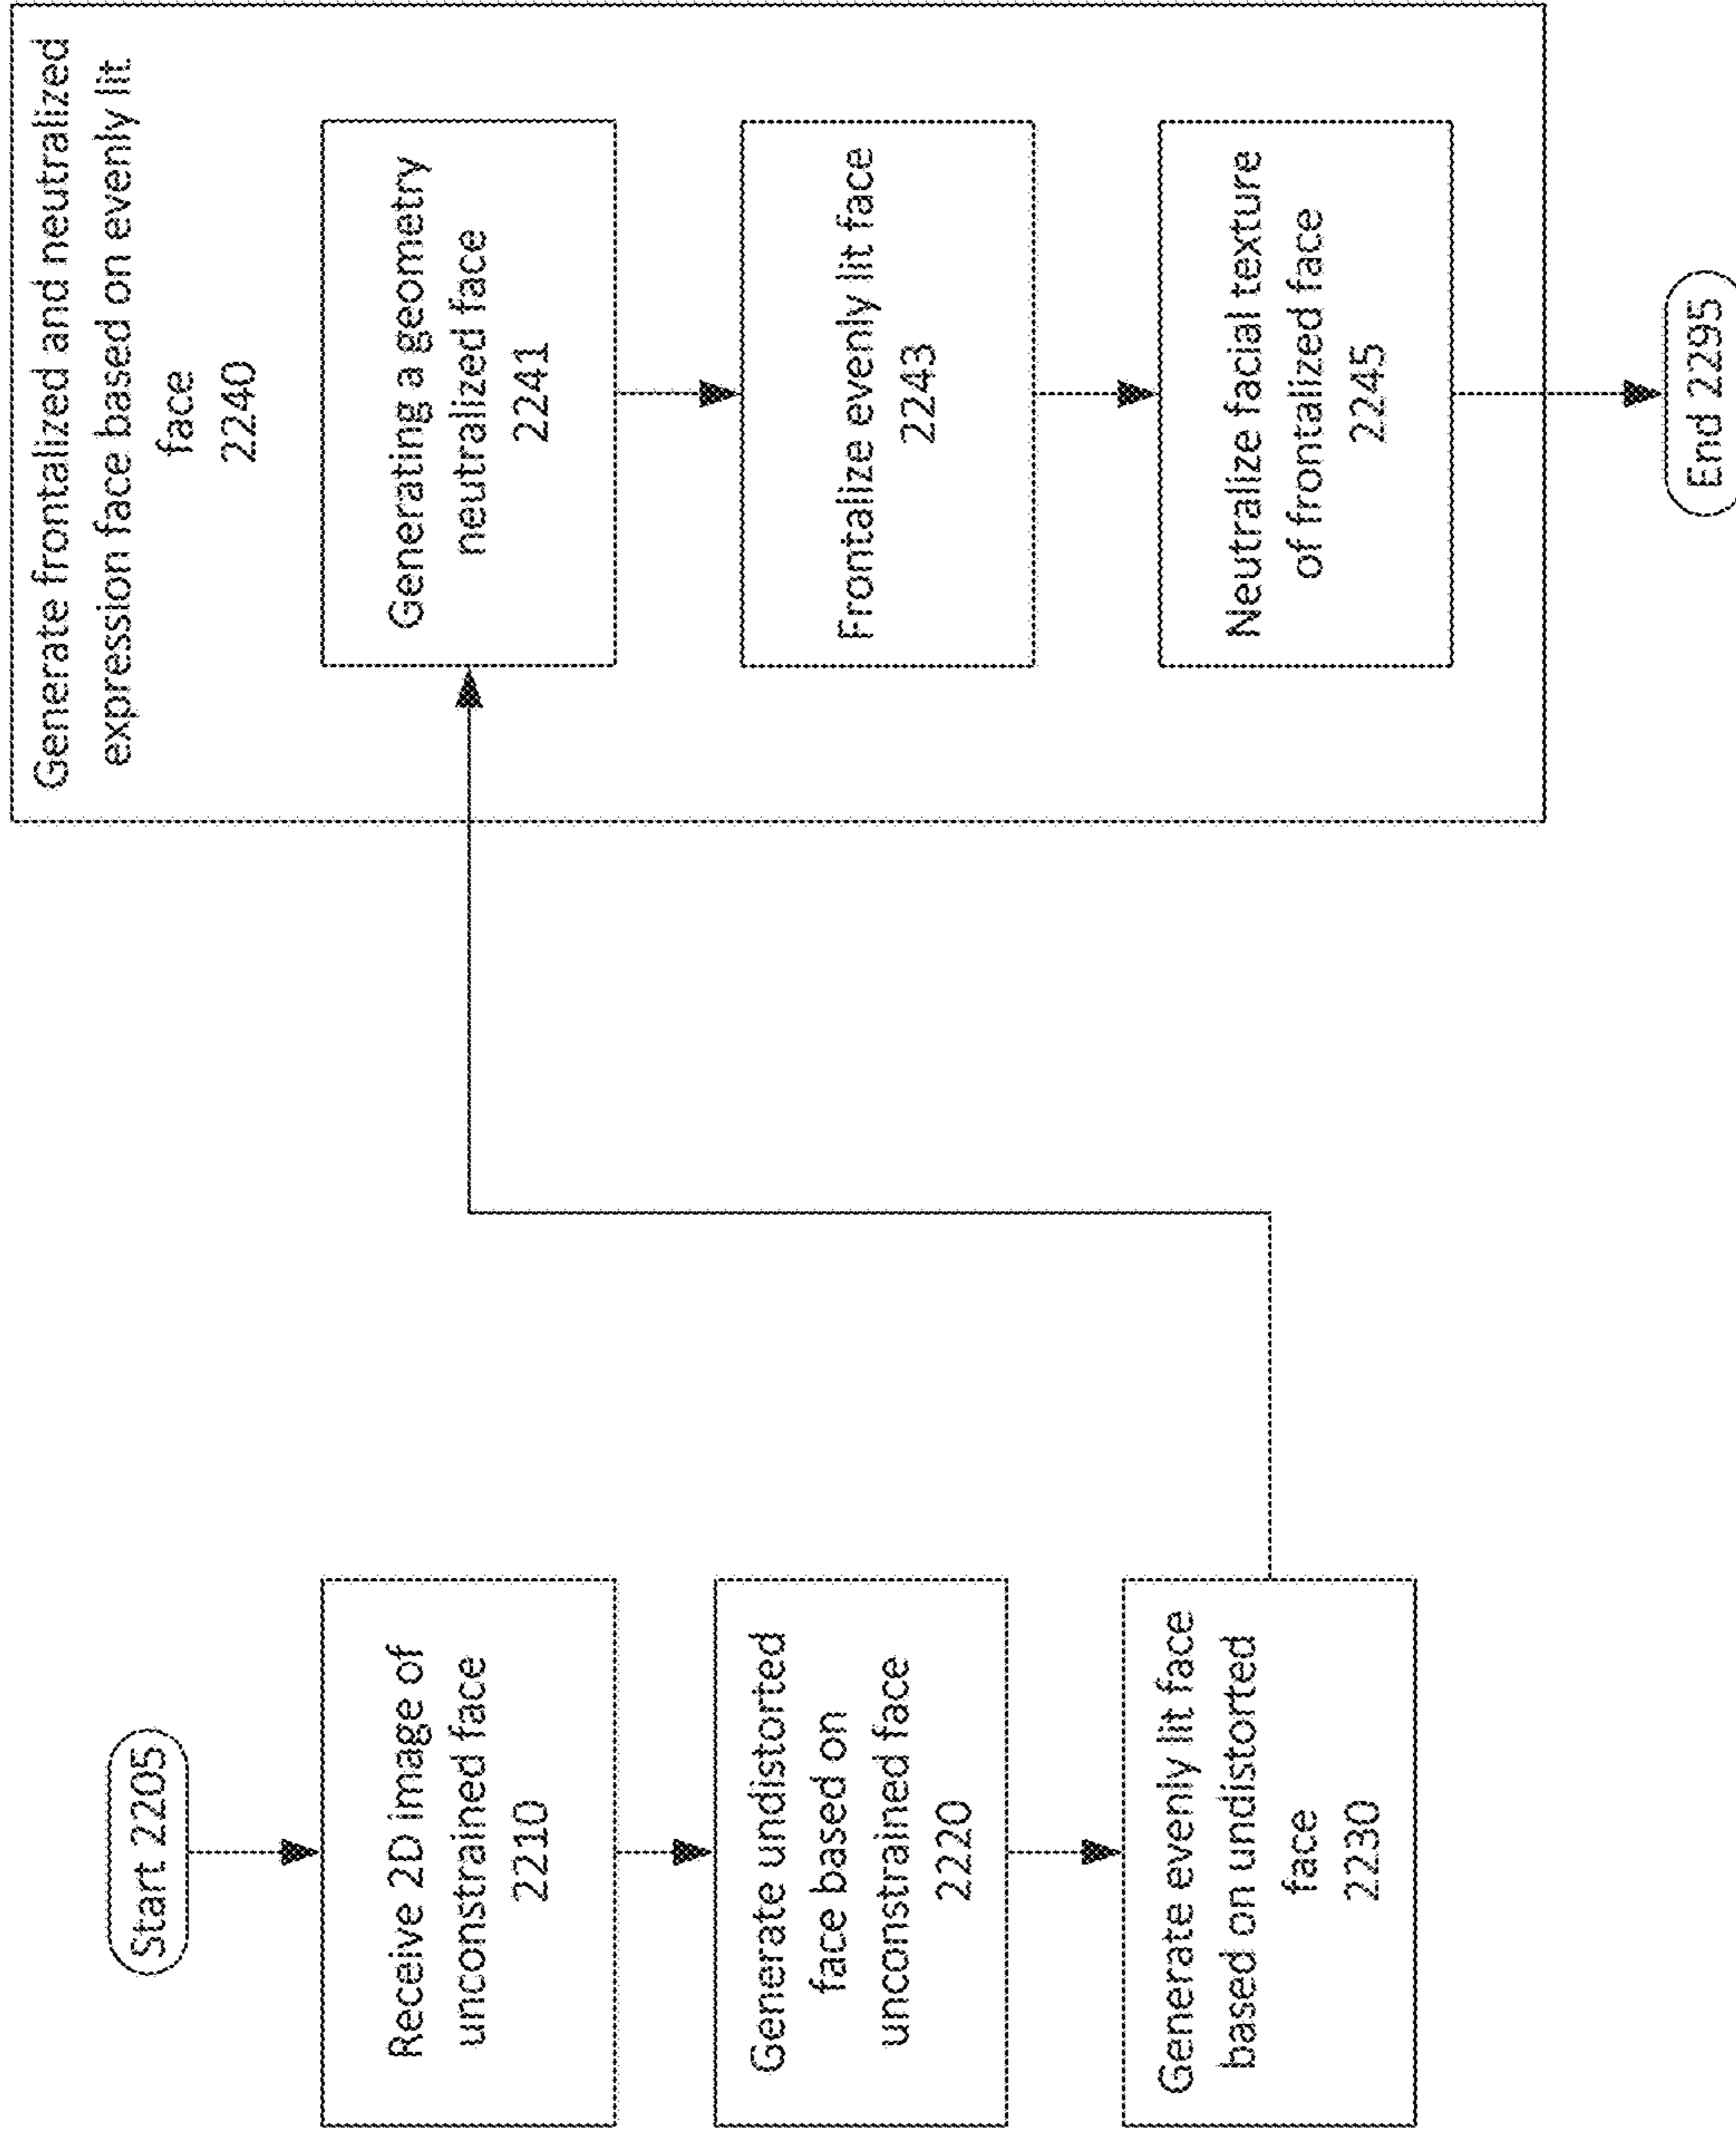 Start 2205
Receive 2D image of
unconstrained face
2210
Generate undistorted
face based on
unconstrained face
2220
Generate evenly lit face
based on undistorted
face
2230
Generate frontalized and neutralized
expression face based on evenly lit
face
2240
Generating a geometry
neutralized face
2241
Frontalize evenly lit face
2243
Neutralize facial texture
of frontalized face
2245
End 2295